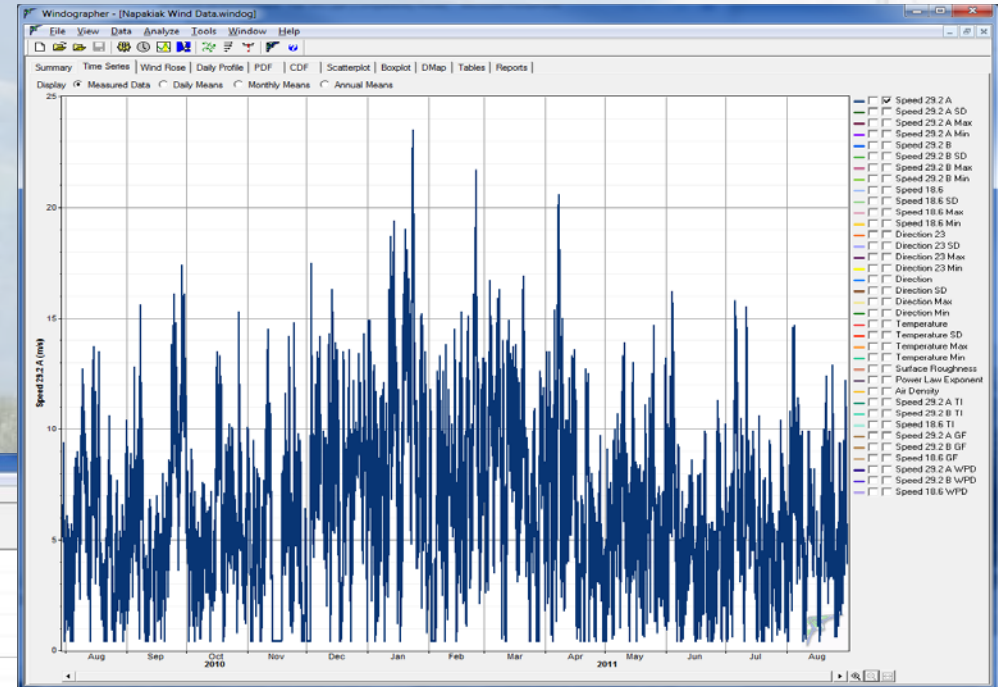 Windographer - [Napakiak Wind Data.windog]
File View Data Analyze Tools Window Help
Summary Time Series Wind Rose Daily Profile PDF CDF Scatterplot Boxplot DMap Tables Reports
Display Measured Data Daily Means Monthly Means Annual Means
25
20
15
10
5
0
Speed 29.2 A (m/s)
Aug Sep Oct Nov Dec Jan Feb Mar Apr May Jun Jul Aug
2010 2011
Speed 29.2 A
Speed 29.2 A SD
Speed 29.2 A Max
Speed 29.2 A Min
Speed 29.2 B
Speed 29.2 B SD
Speed 29.2 B Max
Speed 29.2 B Min
Speed 18.6
Speed 18.6 SD
Speed 18.6 Max
Speed 18.6 Min
Direction 23
Direction 23 SD
Direction 23 Max
Direction 23 Min
Direction
Direction SD
Direction Max
Direction Min
Temperature
Temperature SD
Temperature Max
Temperature Min
Surface Roughness
Power Law Exponent
Air Density
Speed 29.2 A TI
Speed 29.2 B TI
Speed 18.6 TI
Speed 29.2 A GF
Speed 29.2 B GF
Speed 18.6 GF
Speed 29.2 A WPD
Speed 29.2 B WPD
Speed 18.6 WPD